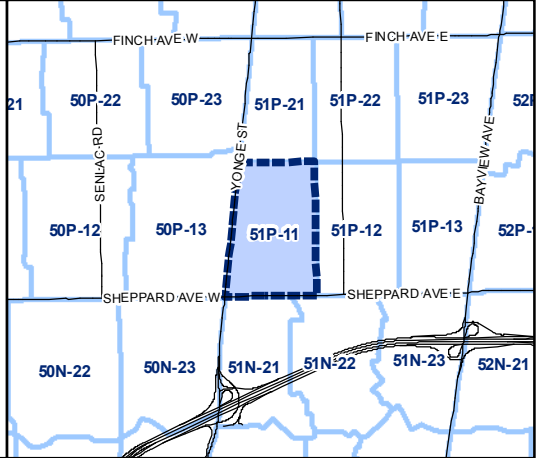 FINCH AVE W
FINCH AVE E
21
50P-22
50P-23
51P-21
51P-22
51P-23
52P
SENLAC RD
YONGE ST
BAYVIEW AVE
50P-12
50P-13
51P-11
51P-12
51P-13
52P-
SHEPPARD AVE W
SHEPPARD AVE E
50N-22
50N-23
51N-21
51N-22
51N-23
52N-21